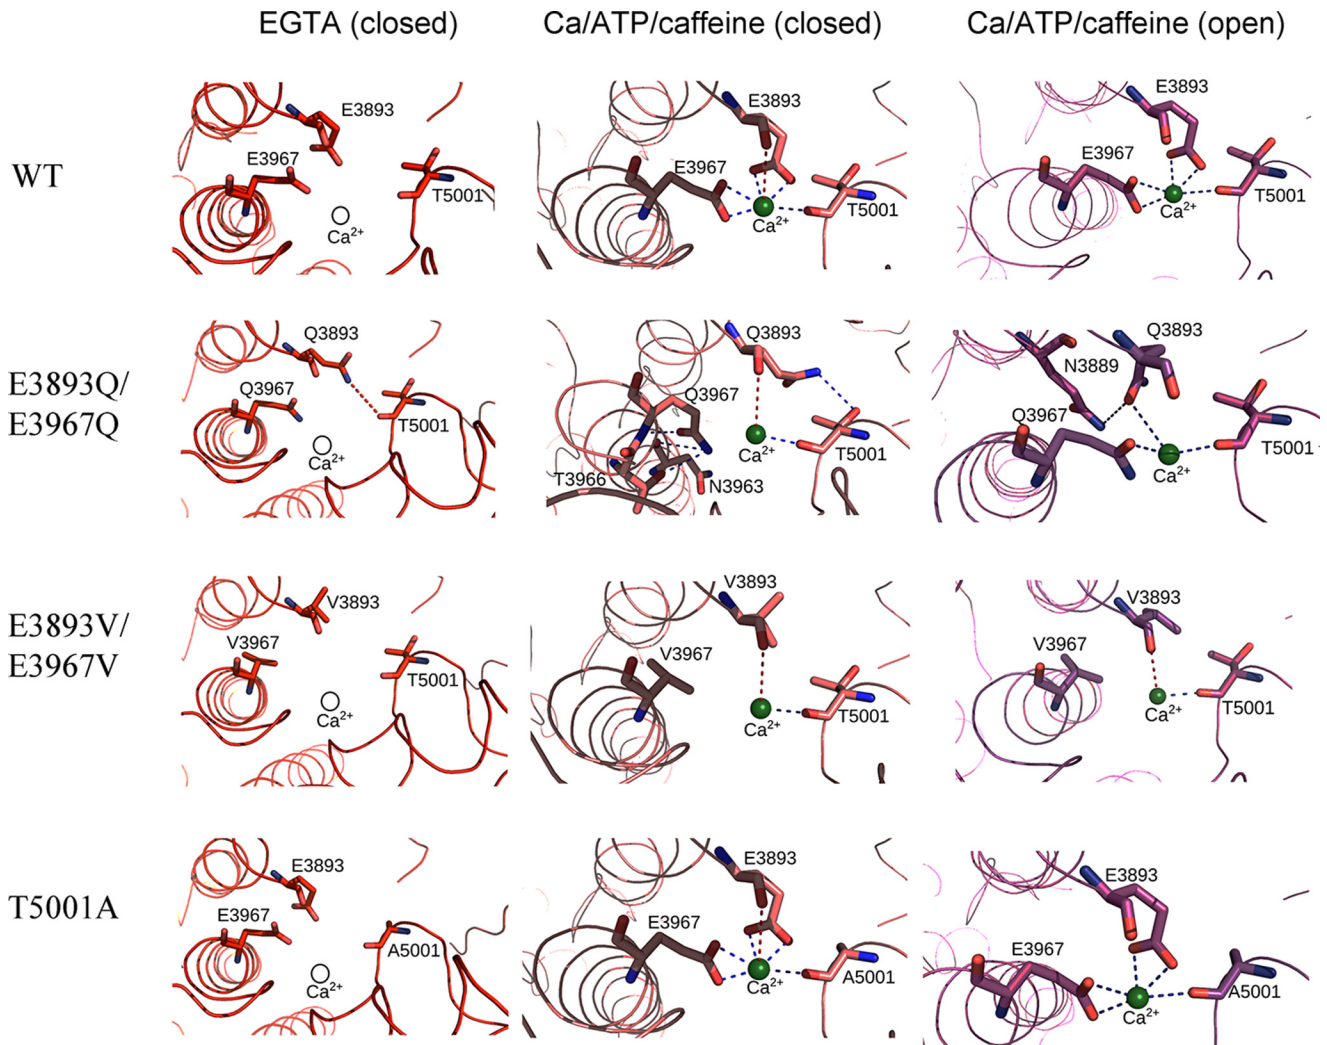 EGTA (closed) Ca/ATP/caffeine (closed) Ca/ATP/caffeine (open)
WT
E3893 E3967 T5001 Ca²⁺
E3893 E3967 T5001 Ca²⁺
E3893 E3967 T5001 Ca²⁺
E3893Q/
E3967Q
Q3893 Q3967 T5001 Ca²⁺
Q3893 Q3967 T5001 Ca²⁺ T3966 N3963
Q3893 N3889 Q3967 T5001 Ca²⁺
E3893V/
E3967V
V3893 V3967 T5001 Ca²⁺
V3893 V3967 T5001 Ca²⁺
V3893 V3967 T5001 Ca²⁺
T5001A
E3893 E3967 A5001 Ca²⁺
E3893 E3967 A5001 Ca²⁺
E3893 E3967 A5001 Ca²⁺